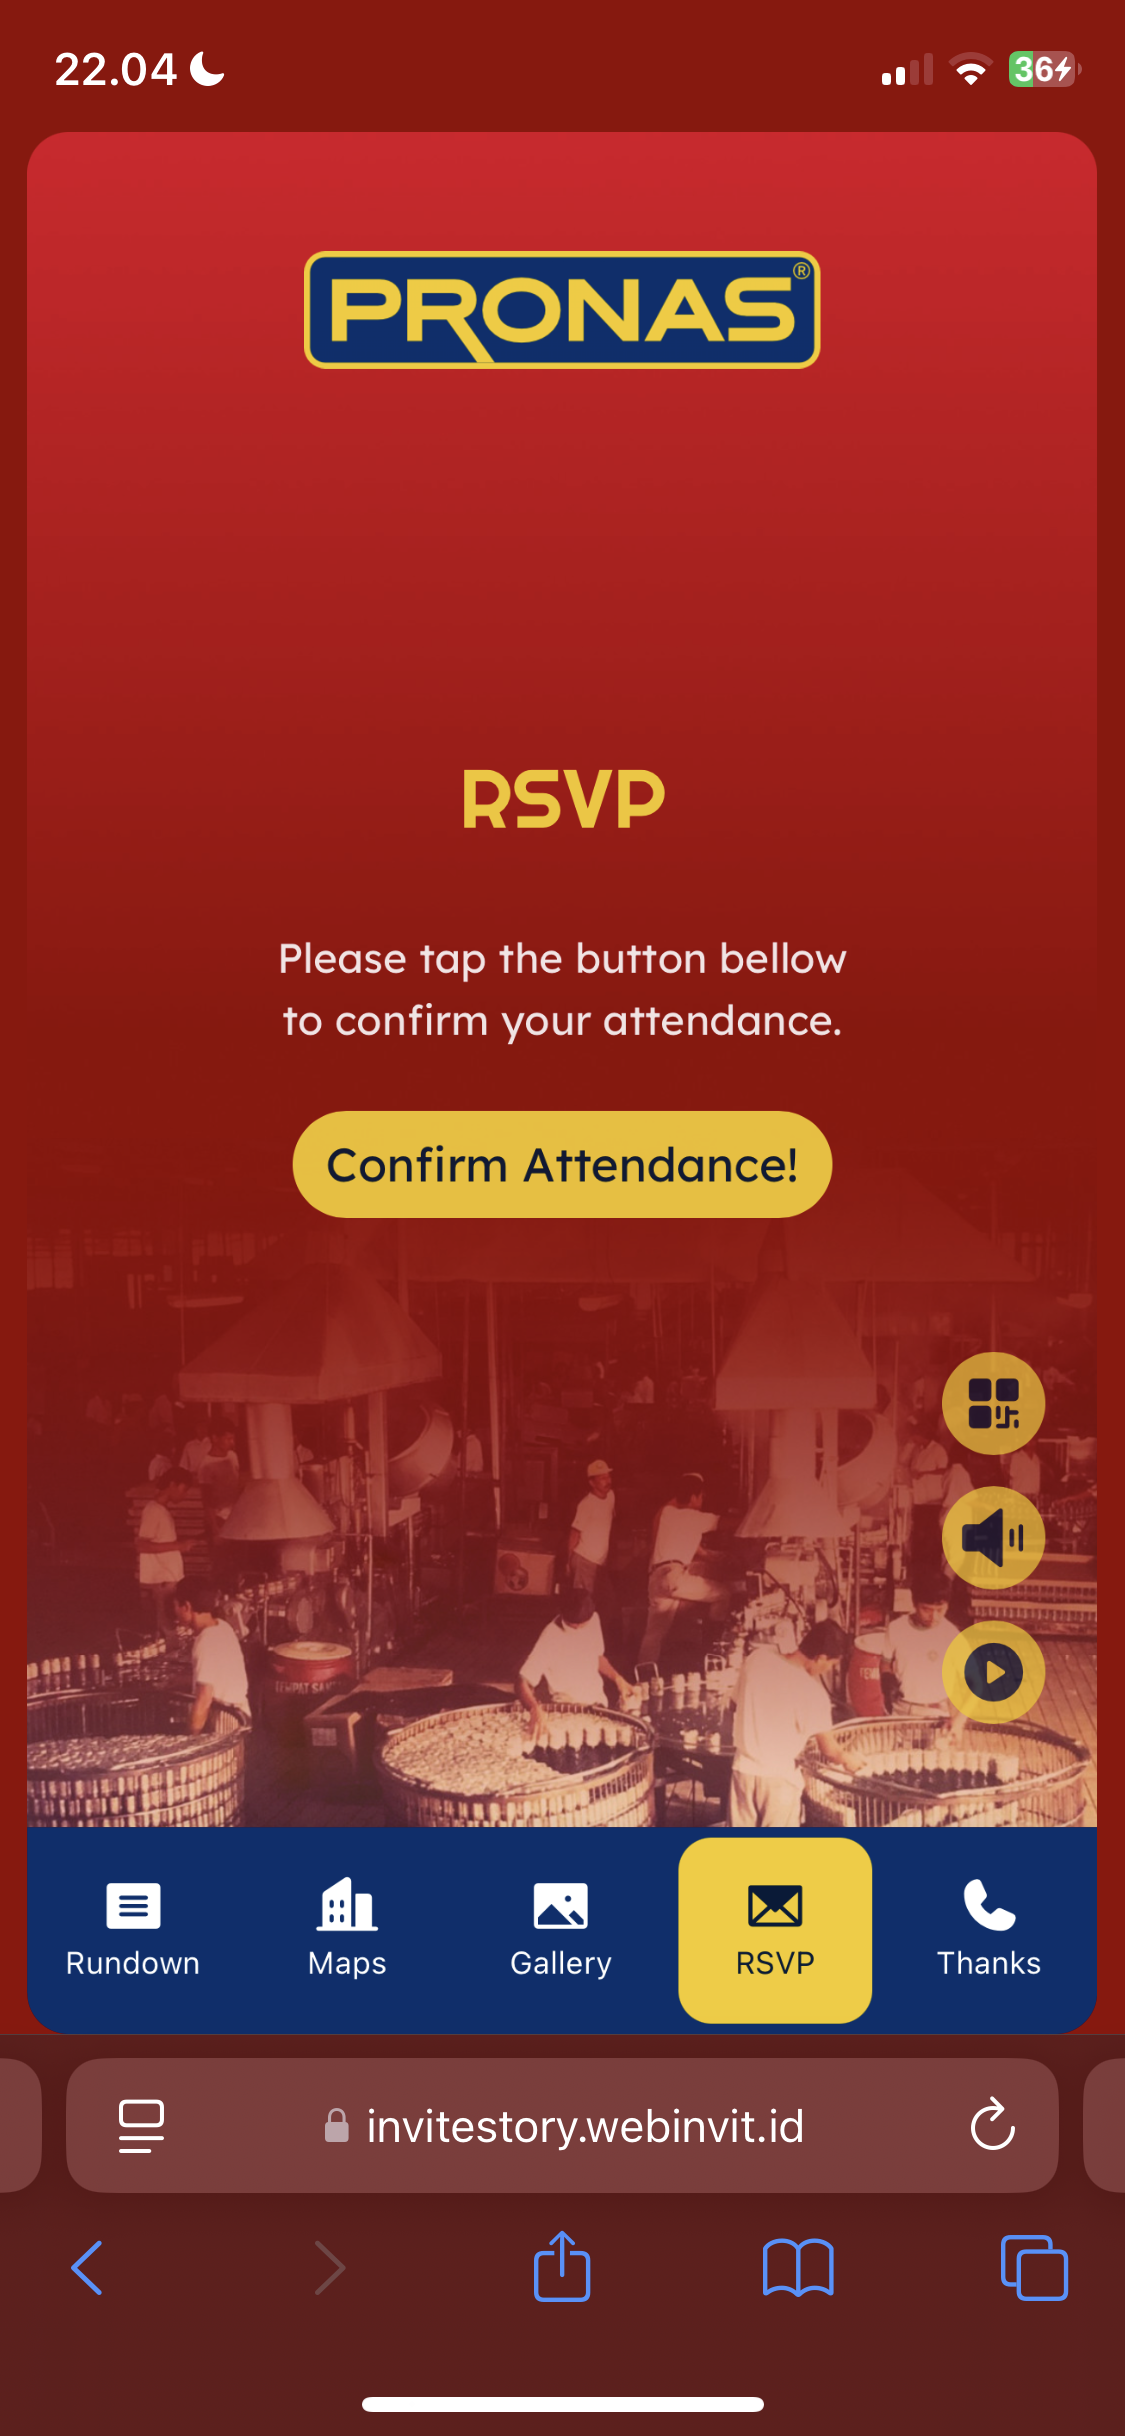 22.04
36
PRONAS®
RSVP
Please tap the button bellow
to confirm your attendance.
Confirm Attendance!
Rundown
Maps
Gallery
RSVP
Thanks
invitestory.webinvit.id